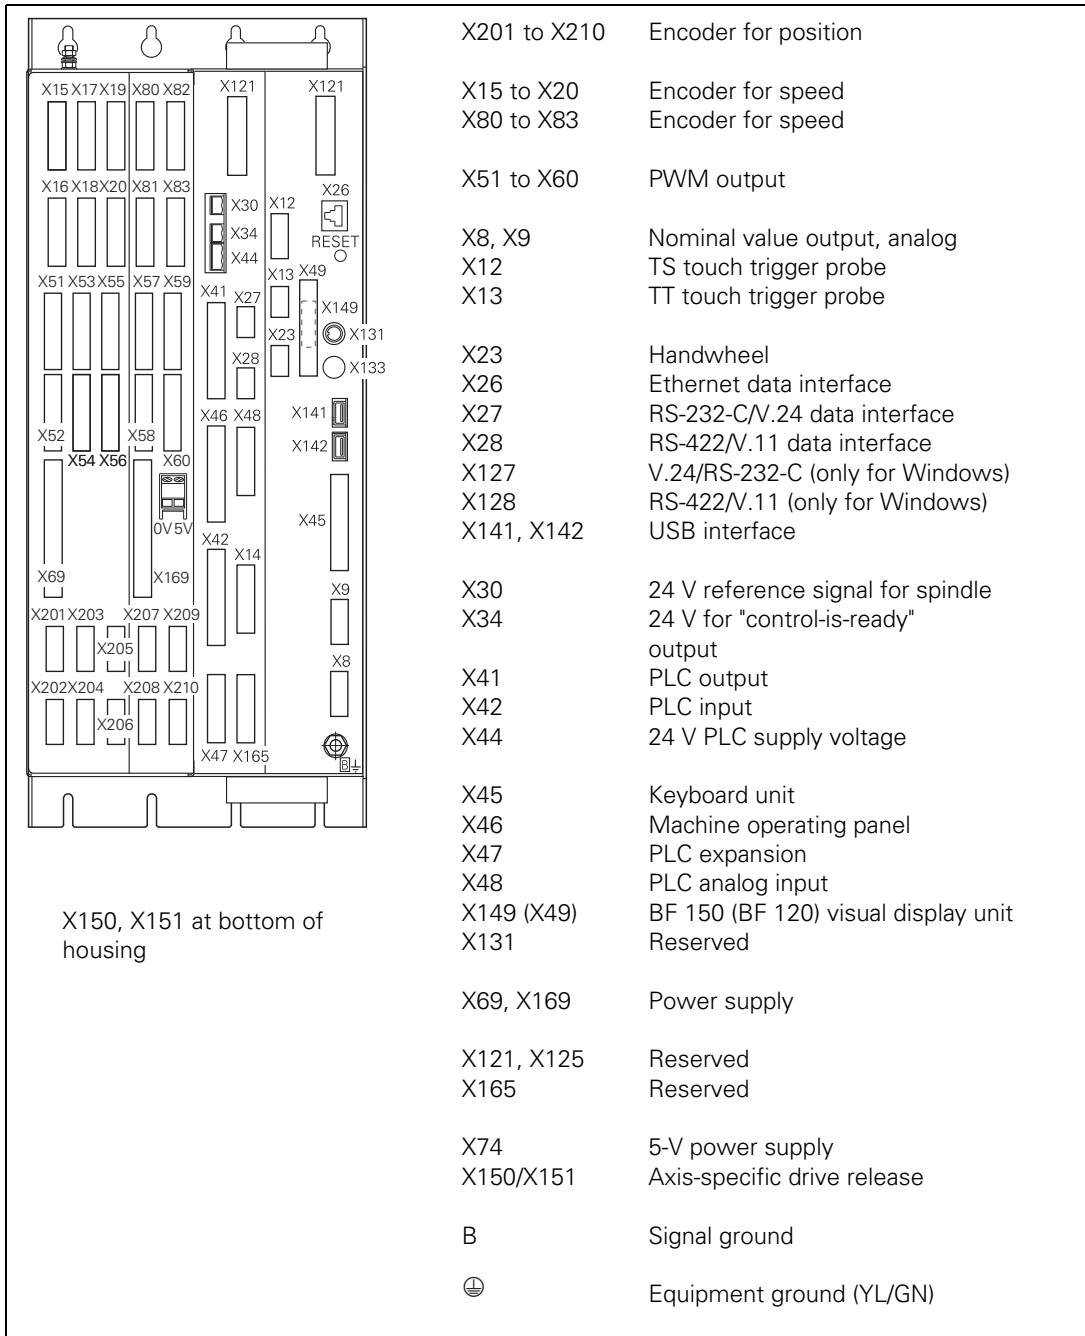 X15 X17 X19 X80 X82 X121 X121
X16 X18 X20 X81 X83 X26
X30 X12
X34 RESET
X44
X13 X49
X51 X53 X55 X57 X59 X41 X27
X149
X23 X131
X28 X133
X46 X48 X141
X52 X58 X142
X54 X56 X60
0V 5V X45
X42 X14
X69 X169 X9
X201 X203 X207 X209
X205
X8
X202 X204 X208 X210
X206
X47 X165
B
X150, X151 at bottom of
housing
X201 to X210 Encoder for position
X15 to X20 Encoder for speed
X80 to X83 Encoder for speed
X51 to X60 PWM output
X8, X9 Nominal value output, analog
X12 TS touch trigger probe
X13 TT touch trigger probe
X23 Handwheel
X26 Ethernet data interface
X27 RS-232-C/V.24 data interface
X28 RS-422/V.11 data interface
X127 V.24/RS-232-C (only for Windows)
X128 RS-422/V.11 (only for Windows)
X141, X142 USB interface
X30 24 V reference signal for spindle
X34 24 V for "control-is-ready"
output
X41 PLC output
X42 PLC input
X44 24 V PLC supply voltage
X45 Keyboard unit
X46 Machine operating panel
X47 PLC expansion
X48 PLC analog input
X149 (X49) BF 150 (BF 120) visual display unit
X131 Reserved
X69, X169 Power supply
X121, X125 Reserved
X165 Reserved
X74 5-V power supply
X150/X151 Axis-specific drive release
B Signal ground
Equipment ground (YL/GN)